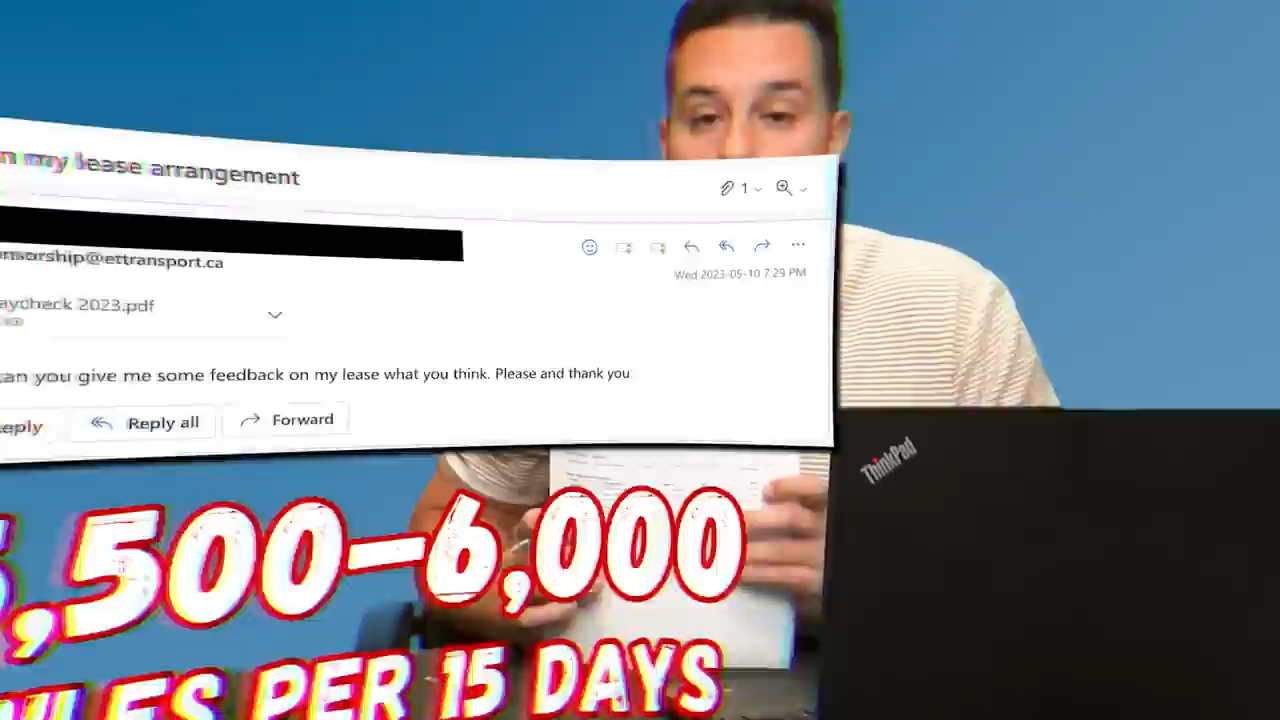 my lease arrangement
1
nsorship@ettransport.ca
Wed 2023-05-10 7:29 PM
aycheck 2023.pdf
can you give me some feedback on my lease what you think. Please and thank you
eply
Reply all
Forward
ThinkPad
,500-6,000
MILES PER 15 DAYS